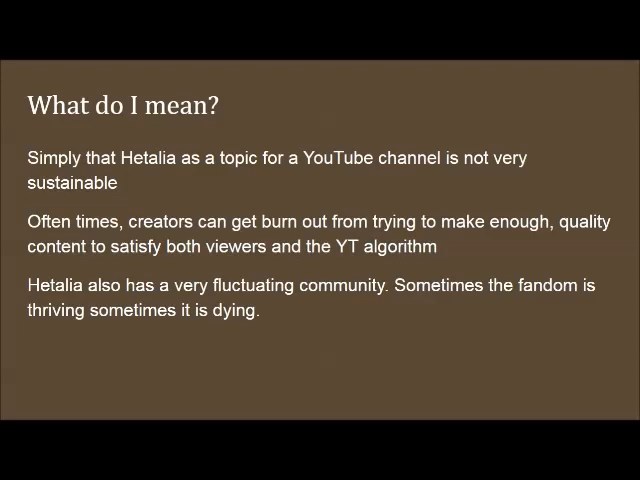 What do I mean?
Simply that Hetalia as a topic for a YouTube channel is not very
sustainable
Often times, creators can get burn out from trying to make enough, quality
content to satisfy both viewers and the YT algorithm
Hetalia also has a very fluctuating community. Sometimes the fandom is
thriving sometimes it is dying.